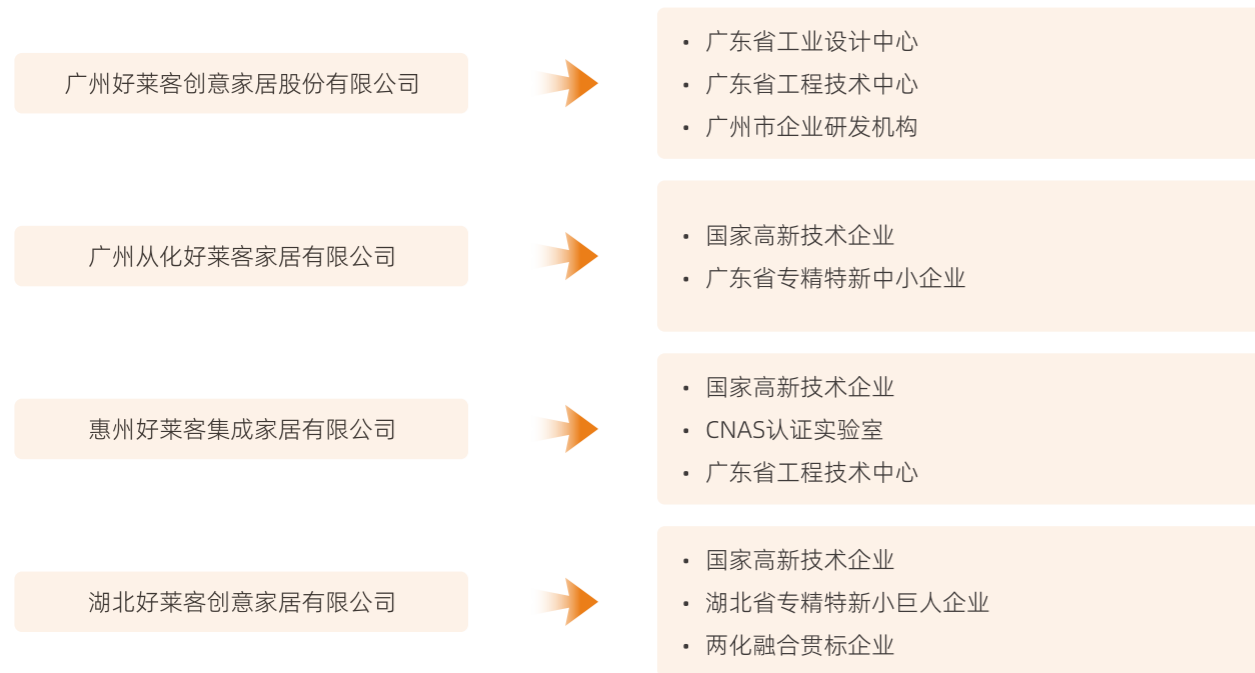 广州好莱客创意家居股份有限公司
• 广东省工业设计中心
• 广东省工程技术中心
• 广州市企业研发机构
广州从化好莱客家居有限公司
• 国家高新技术企业
• 广东省专精特新中小企业
惠州好莱客集成家居有限公司
• 国家高新技术企业
• CNAS认证实验室
• 广东省工程技术中心
湖北好莱客创意家居有限公司
• 国家高新技术企业
• 湖北省专精特新小巨人企业
• 两化融合贯标企业